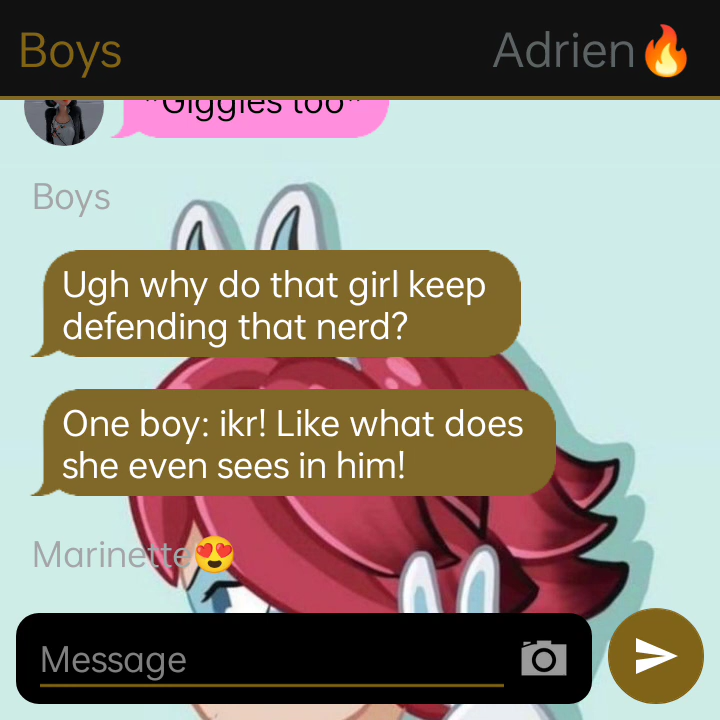 Boys
Adrien🔥
"Giggles too"
Boys
Ugh why do that girl keep
defending that nerd?
One boy: ikr! Like what does
she even sees in him!
Marinette😍
Message